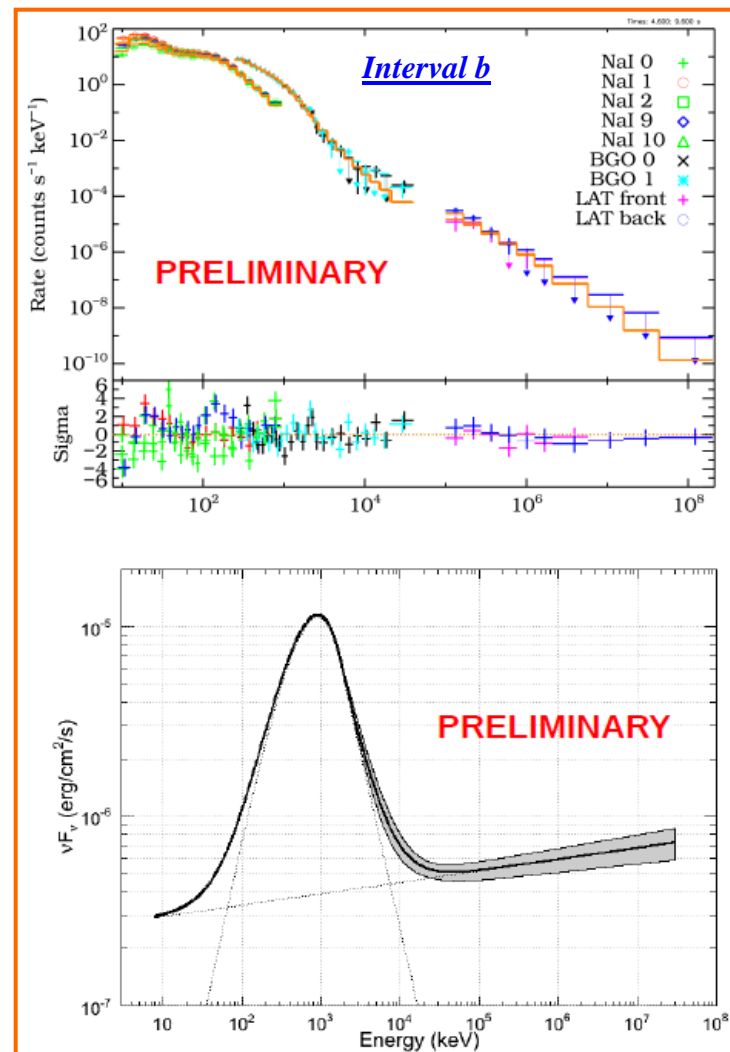 Times: 4.600: 9.600 s
Interval b
NaI 0
NaI 1
NaI 2
NaI 9
NaI 10
BGO 0
BGO 1
LAT front
LAT back
PRELIMINARY
Rate (counts s⁻¹ keV⁻¹)
10²
10⁰
10⁻²
10⁻⁴
10⁻⁶
10⁻⁸
10⁻¹⁰
Sigma
6
4
2
0
−2
−4
−6
10²
10⁴
10⁶
10⁸
PRELIMINARY
νFᵥ (erg/cm²/s)
10⁻⁵
10⁻⁶
10⁻⁷
10
10²
10³
10⁴
10⁵
10⁶
10⁷
10⁸
Energy (keV)